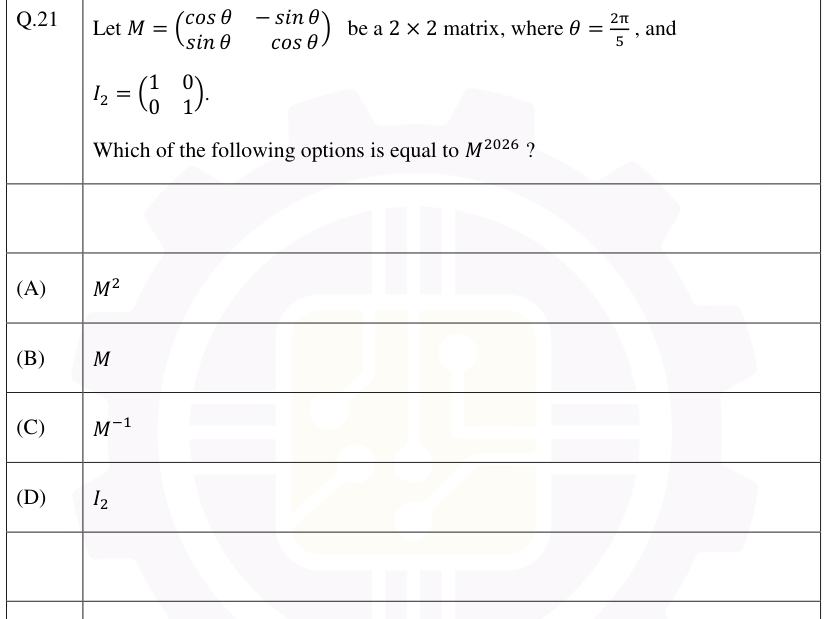 Q.21 Let M = (cos θ − sin θ
sin θ cos θ) be a 2 × 2 matrix, where θ = 2π/5 , and
I₂ = (1 0
0 1).
Which of the following options is equal to M²⁰²⁶ ?
(A) M²
(B) M
(C) M⁻¹
(D) I₂